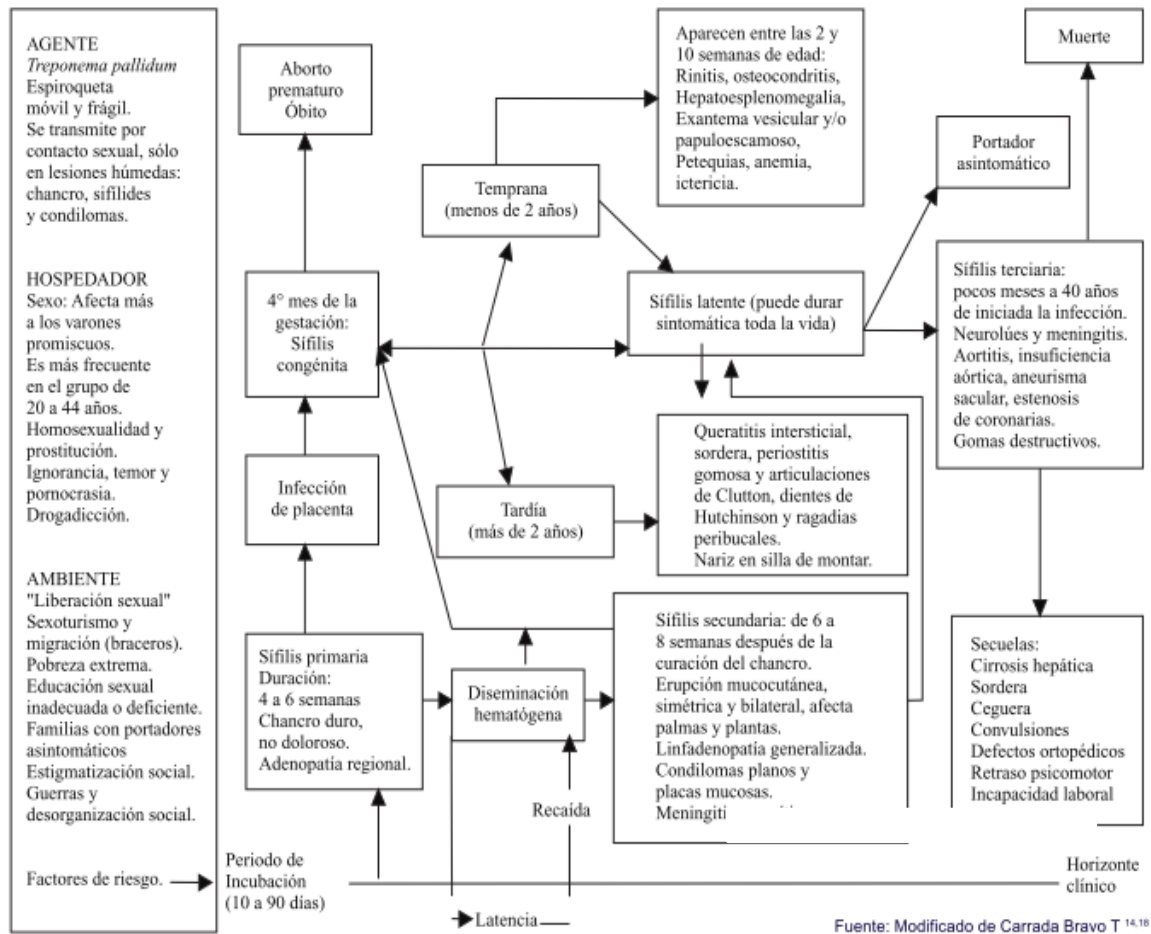 AGENTE
Treponema pallidum
Espiroqueta
móvil y frágil.
Se transmite por
contacto sexual, sólo
en lesiones húmedas:
chancro, sifílides
y condilomas.
HOSPEDADOR
Sexo: Afecta más
a los varones
promiscuos.
Es más frecuente
en el grupo de
20 a 44 años.
Homosexualidad y
prostitución.
Ignorancia, temor y
pornocrasia.
Drogadicción.
AMBIENTE
"Liberación sexual"
Sexoturismo y
migración (braceros).
Pobreza extrema.
Educación sexual
inadecuada o deficiente.
Familias con portadores
asintomáticos
Estigmatización social.
Guerras y
desorganización social.
Factores de riesgo.
Periodo de
Incubación
(10 a 90 días)
Aborto
prematuro
Óbito
4° mes de la
gestación:
Sífilis
congénita
Infección
de placenta
Sífilis primaria
Duración:
4 a 6 semanas
Chancro duro,
no doloroso.
Adenopatía regional.
Temprana
(menos de 2 años)
Tardía
(más de 2 años)
Diseminación
hematógena
Recaída
Latencia
Aparecen entre las 2 y
10 semanas de edad:
Rinitis, osteocondritis,
Hepatoesplenomegalia,
Exantema vesicular y/o
papuloescamoso,
Petequias, anemia,
ictericia.
Sífilis latente (puede durar
sintomática toda la vida)
Queratitis intersticial,
sordera, periostitis
gomosa y articulaciones
de Clutton, dientes de
Hutchinson y ragadias
peribucales.
Nariz en silla de montar.
Sífilis secundaria: de 6 a
8 semanas después de la
curación del chancro.
Erupción mucocutánea,
simétrica y bilateral, afecta
palmas y plantas.
Linfadenopatía generalizada.
Condilomas planos y
placas mucosas.
Muerte
Portador
asintomático
Sífilis terciaria:
pocos meses a 40 años
de iniciada la infección.
Neurolúes y meningitis.
Aortitis, insuficiencia
aórtica, aneurisma
sacular, estenosis
de coronarias.
Gomas destructivos.
Secuelas:
Cirrosis hepática
Sordera
Ceguera
Convulsiones
Defectos ortopédicos
Retraso psicomotor
Incapacidad laboral
Horizonte
clínico
Fuente: Modificado de Carrada Bravo T 14,16